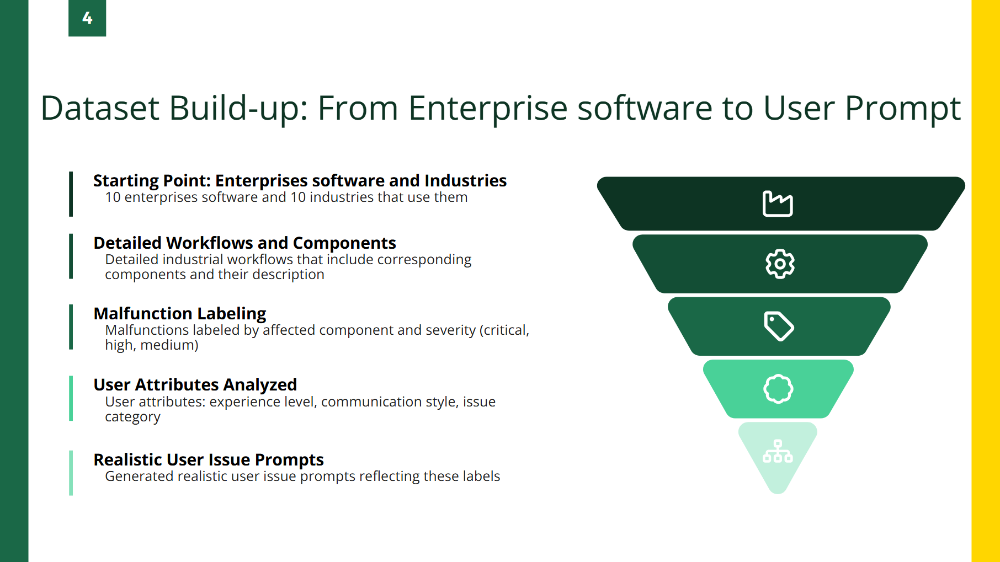 4
Dataset Build-up: From Enterprise software to User Prompt
Starting Point: Enterprises software and Industries
10 enterprises software and 10 industries that use them
Detailed Workflows and Components
Detailed industrial workflows that include corresponding
components and their description
Malfunction Labeling
Malfunctions labeled by affected component and severity (critical,
high, medium)
User Attributes Analyzed
User attributes: experience level, communication style, issue
category
Realistic User Issue Prompts
Generated realistic user issue prompts reflecting these labels